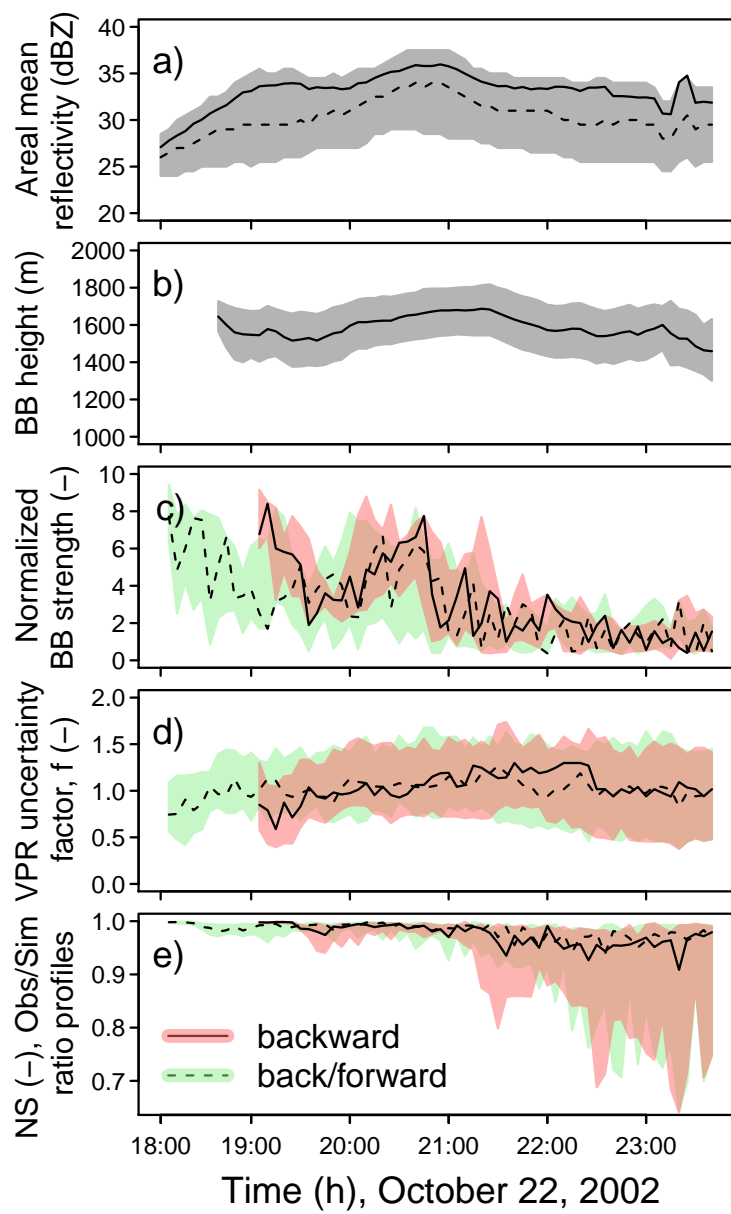 a)
Areal mean
reflectivity (dBZ)
35
40
30
25
20
b)
BB height (m)
2000
1800
1600
1400
1200
1000
c)
Normalized
BB strength (–)
10
8
6
4
2
0
d)
VPR uncertainty
factor, f (–)
2.0
1.5
1.0
0.5
0.0
e)
NS (–), Obs/Sim
ratio profiles
1.0
0.9
0.8
0.7
backward
back/forward
18:00 19:00 20:00 21:00 22:00 23:00
Time (h), October 22, 2002